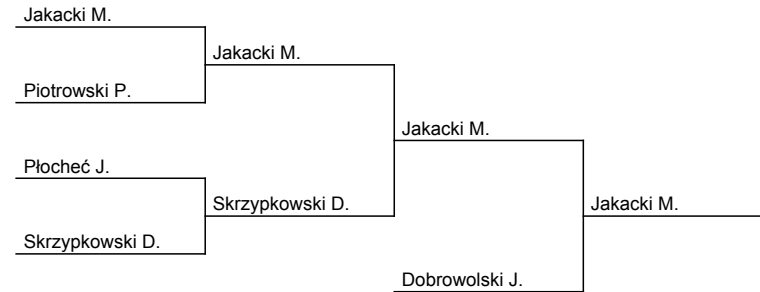 Jakacki M.
Jakacki M.
Piotrowski P.
Jakacki M.
Płocheć J.
Skrzypkowski D.
Jakacki M.
Skrzypkowski D.
Dobrowolski J.